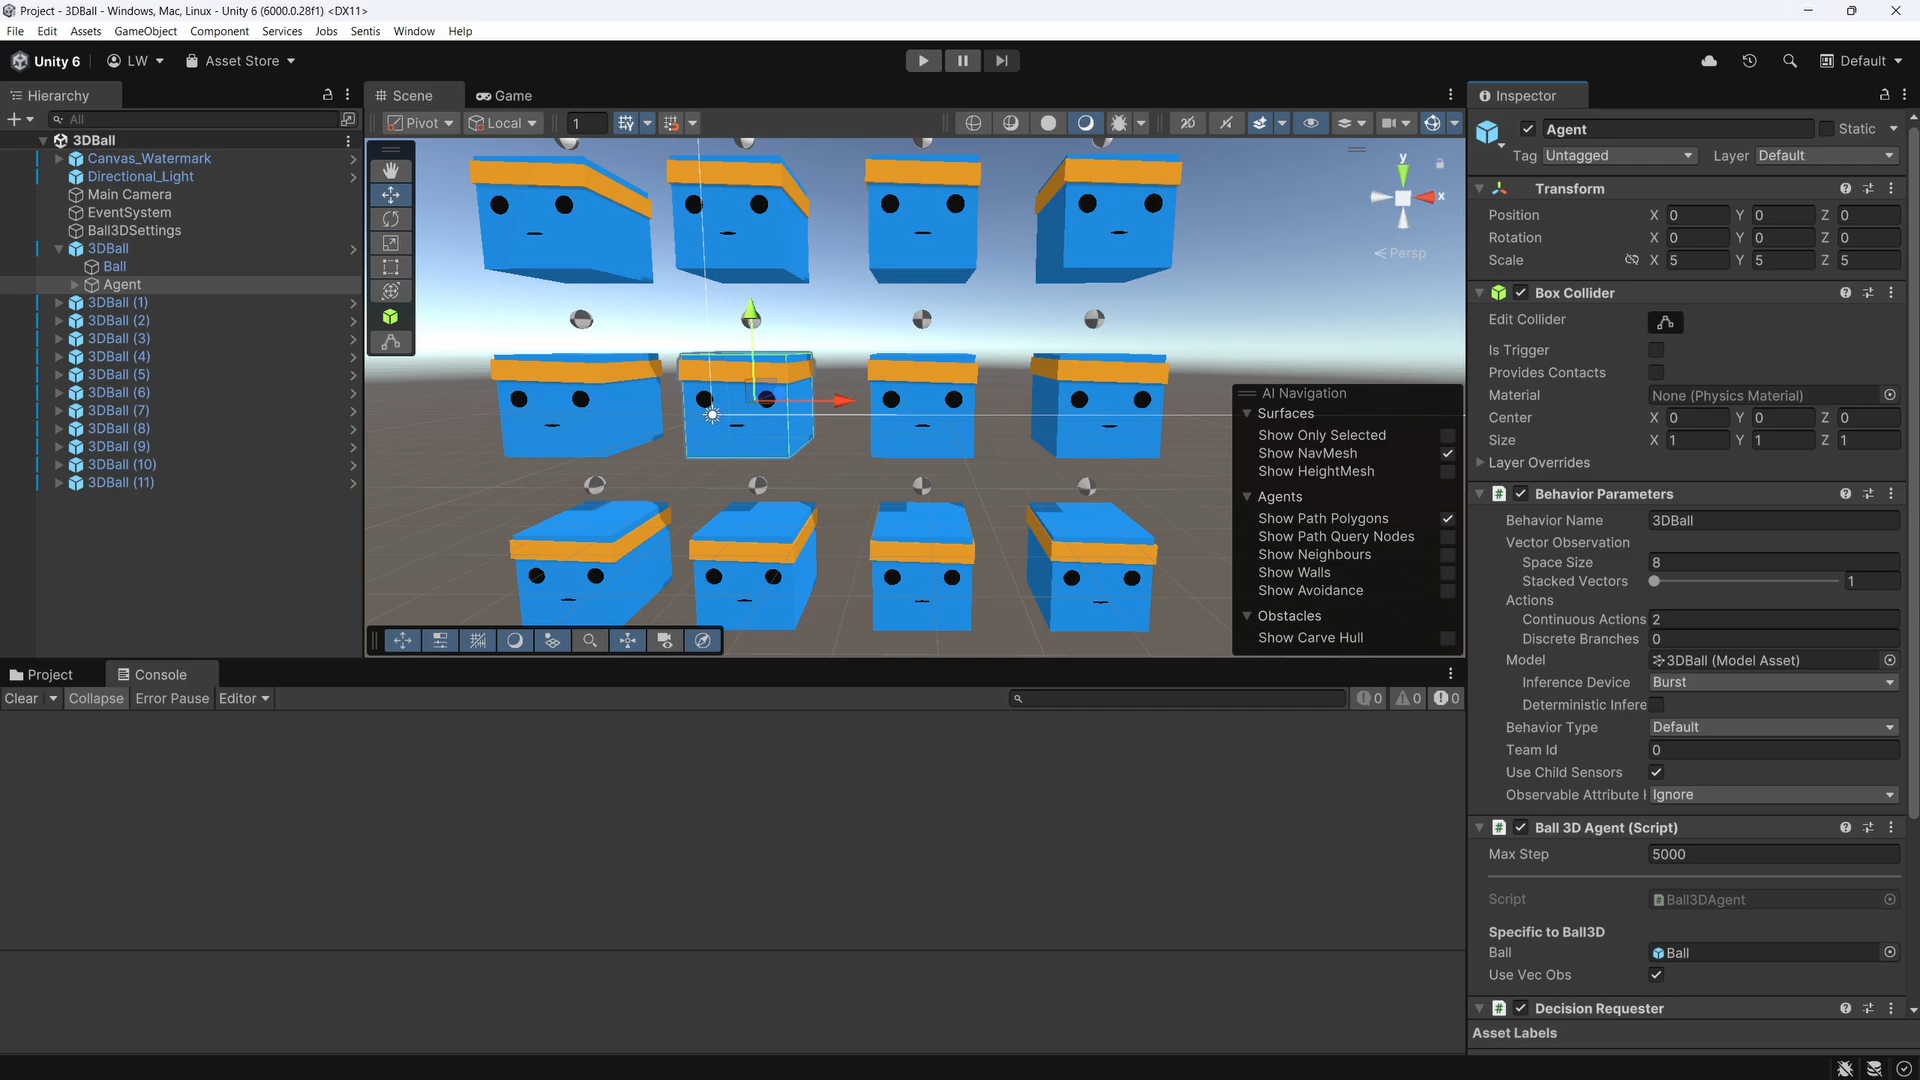 Project - 3DBall - Windows, Mac, Linux - Unity 6 (6000.0.28f1) <DX11>
File Edit Assets GameObject Component Services Jobs Sentis Window Help
Unity 6 LW Asset Store Default
Hierarchy
All
3DBall
Canvas_Watermark
Directional_Light
Main Camera
EventSystem
Ball3DSettings
3DBall
Ball
Agent
3DBall (1)
3DBall (2)
3DBall (3)
3DBall (4)
3DBall (5)
3DBall (6)
3DBall (7)
3DBall (8)
3DBall (9)
3DBall (10)
3DBall (11)
Scene Game
Pivot Local 1 2D
y
x
Persp
AI Navigation
Surfaces
Show Only Selected
Show NavMesh
Show HeightMesh
Agents
Show Path Polygons
Show Path Query Nodes
Show Neighbours
Show Walls
Show Avoidance
Obstacles
Show Carve Hull
Project Console
Clear Collapse Error Pause Editor 0 0 0
Inspector
Agent Static
Tag Untagged Layer Default
Transform
Position X 0 Y 0 Z 0
Rotation X 0 Y 0 Z 0
Scale X 5 Y 5 Z 5
Box Collider
Edit Collider
Is Trigger
Provides Contacts
Material None (Physics Material)
Center X 0 Y 0 Z 0
Size X 1 Y 1 Z 1
Layer Overrides
# Behavior Parameters
Behavior Name 3DBall
Vector Observation
Space Size 8
Stacked Vectors 1
Actions
Continuous Actions 2
Discrete Branches 0
Model 3DBall (Model Asset)
Inference Device Burst
Deterministic Infere
Behavior Type Default
Team Id 0
Use Child Sensors
Observable Attribute Ignore
# Ball 3D Agent (Script)
Max Step 5000
Script Ball3DAgent
Specific to Ball3D
Ball Ball
Use Vec Obs
# Decision Requester
Asset Labels